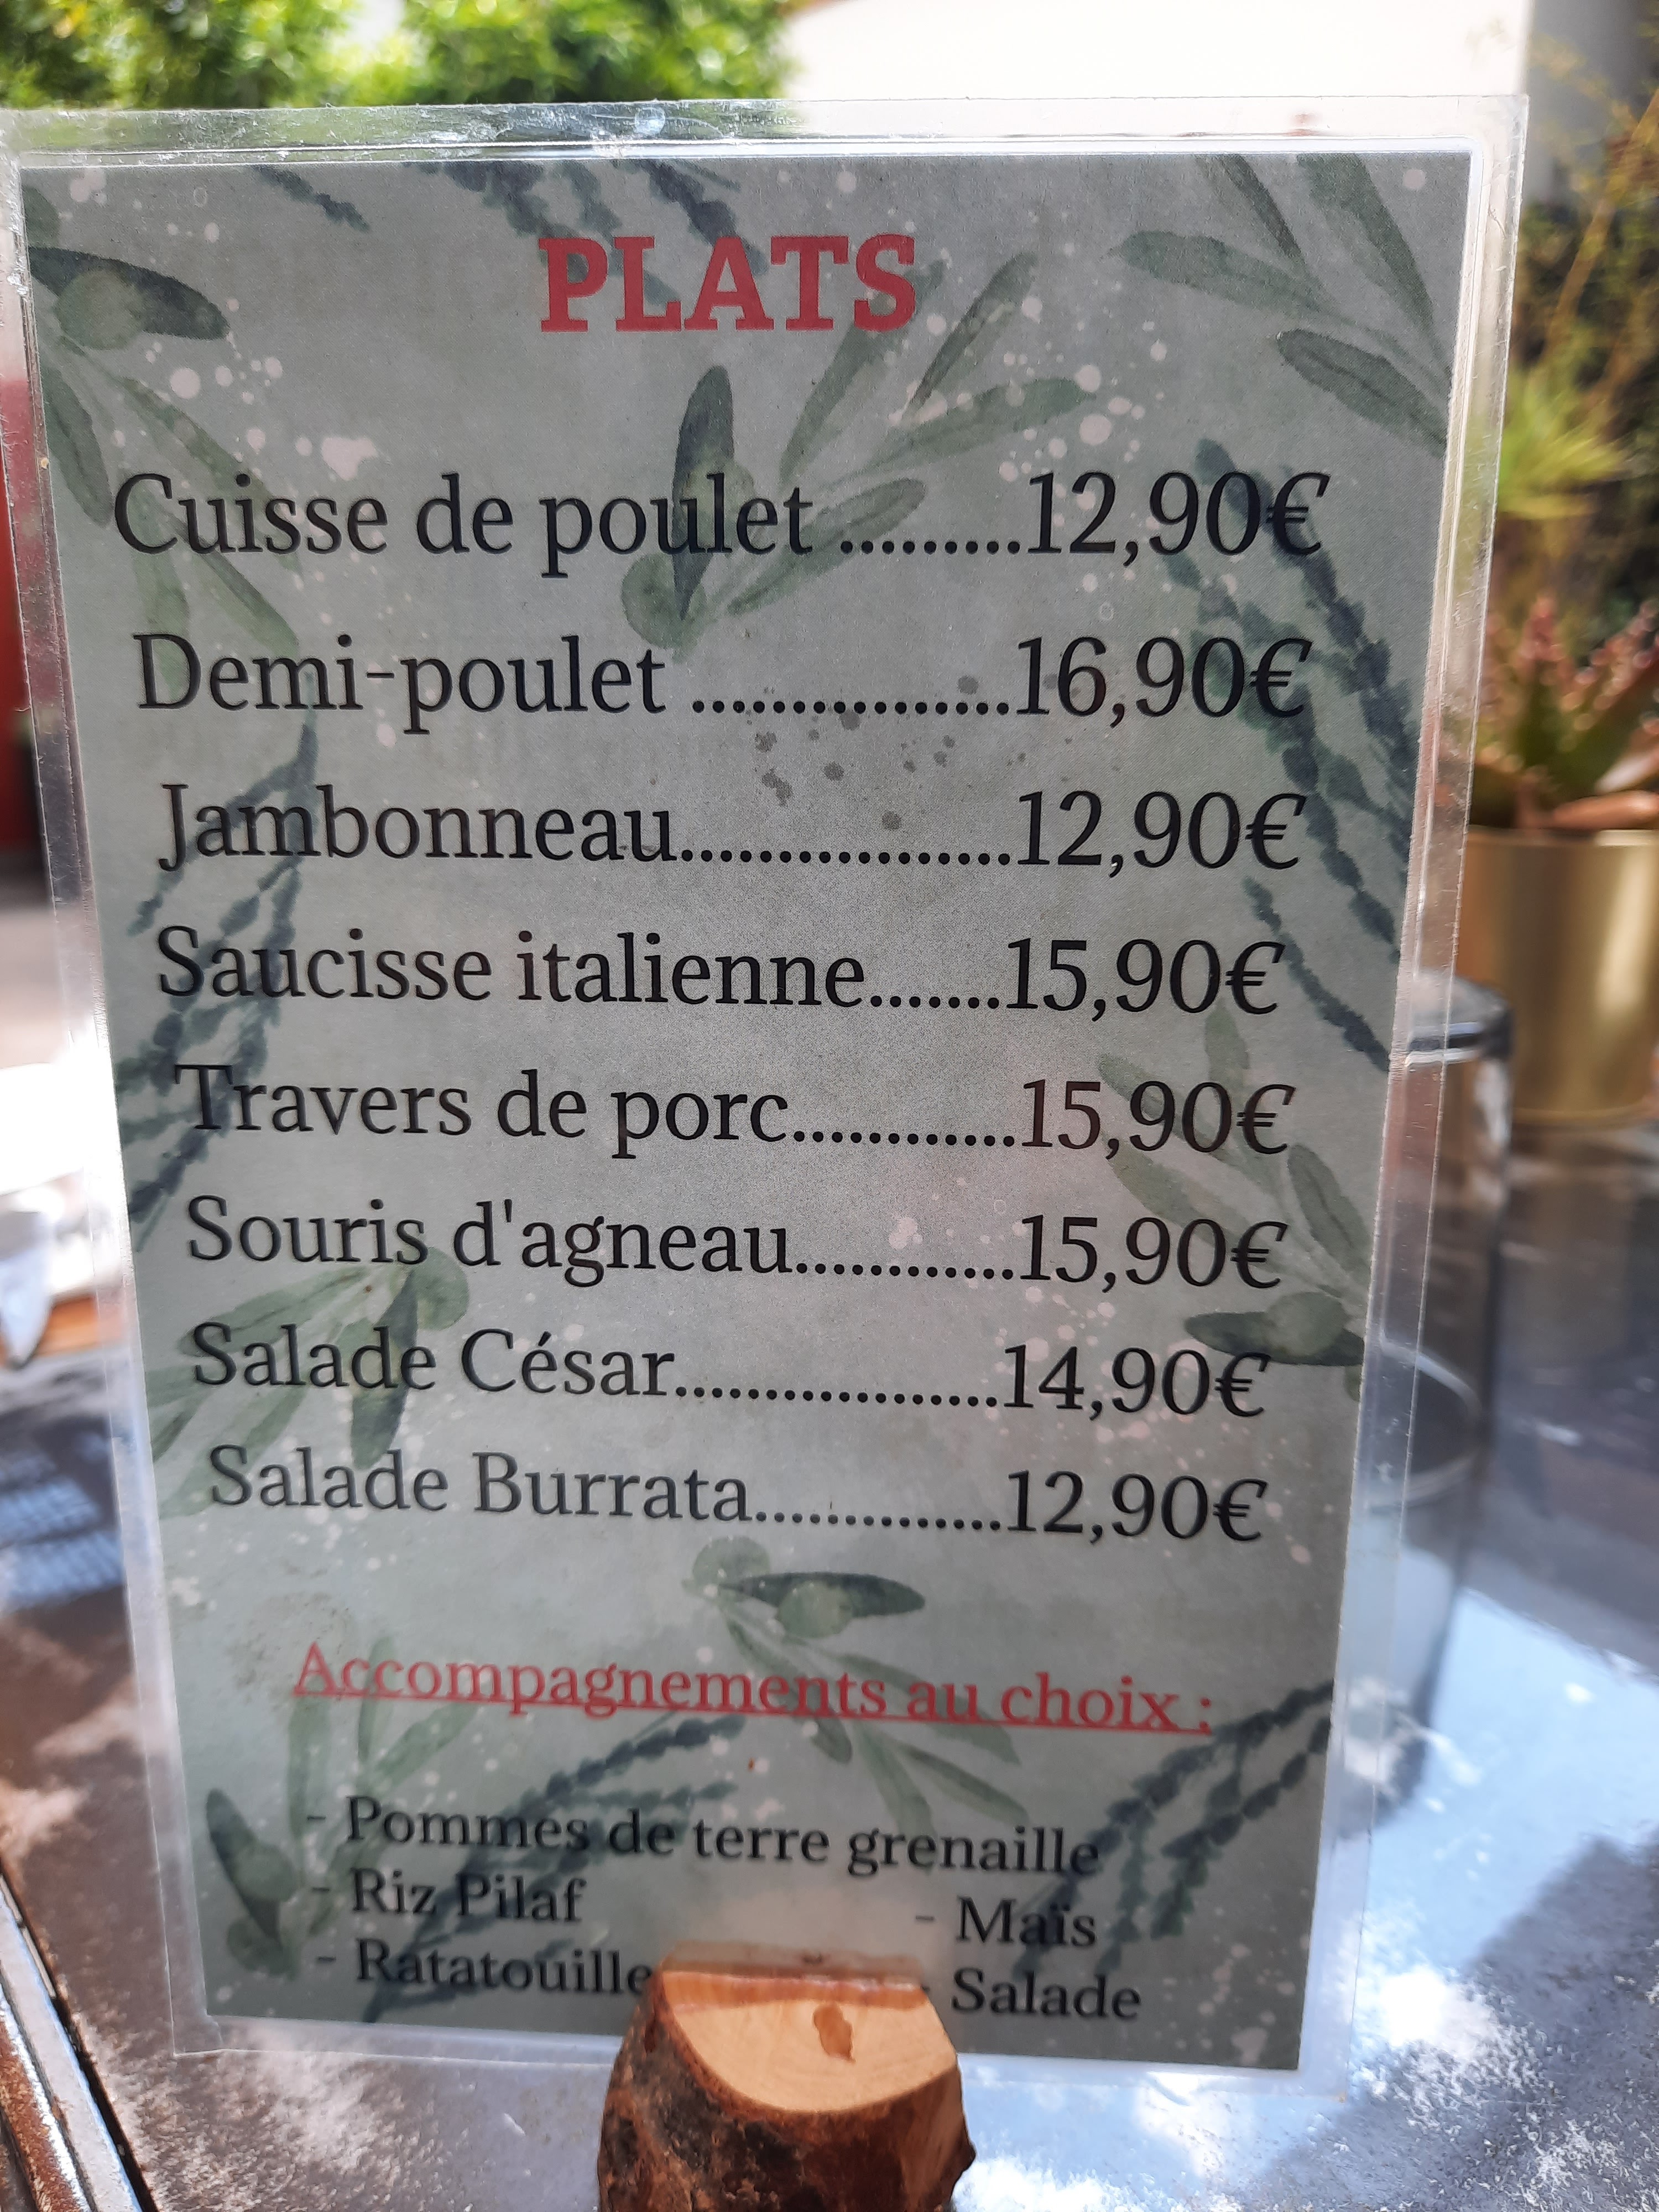 PLATS
Cuisse de poulet .........12,90€
Demi-poulet ................16,90€
Jambonneau.................12,90€
Saucisse italienne.......15,90€
Travers de porc............15,90€
Souris d'agneau............15,90€
Salade César.................14,90€
Salade Burrata..............12,90€
Accompagnements au choix :
- Pommes de terre grenaille
- Riz Pilaf - Maïs
- Ratatouille - Salade